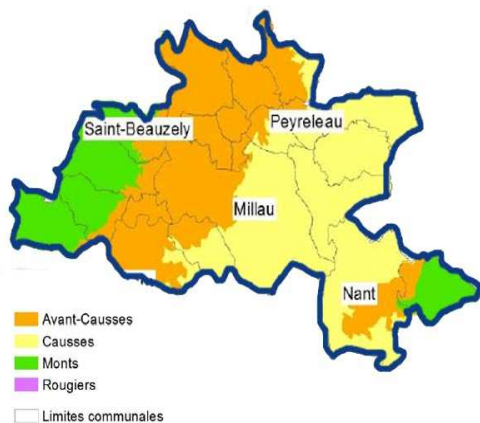 Saint-Beauzely
Peyreleau
Millau
Nant
Avant-Causses
Causses
Monts
Rougiers
Limites communales